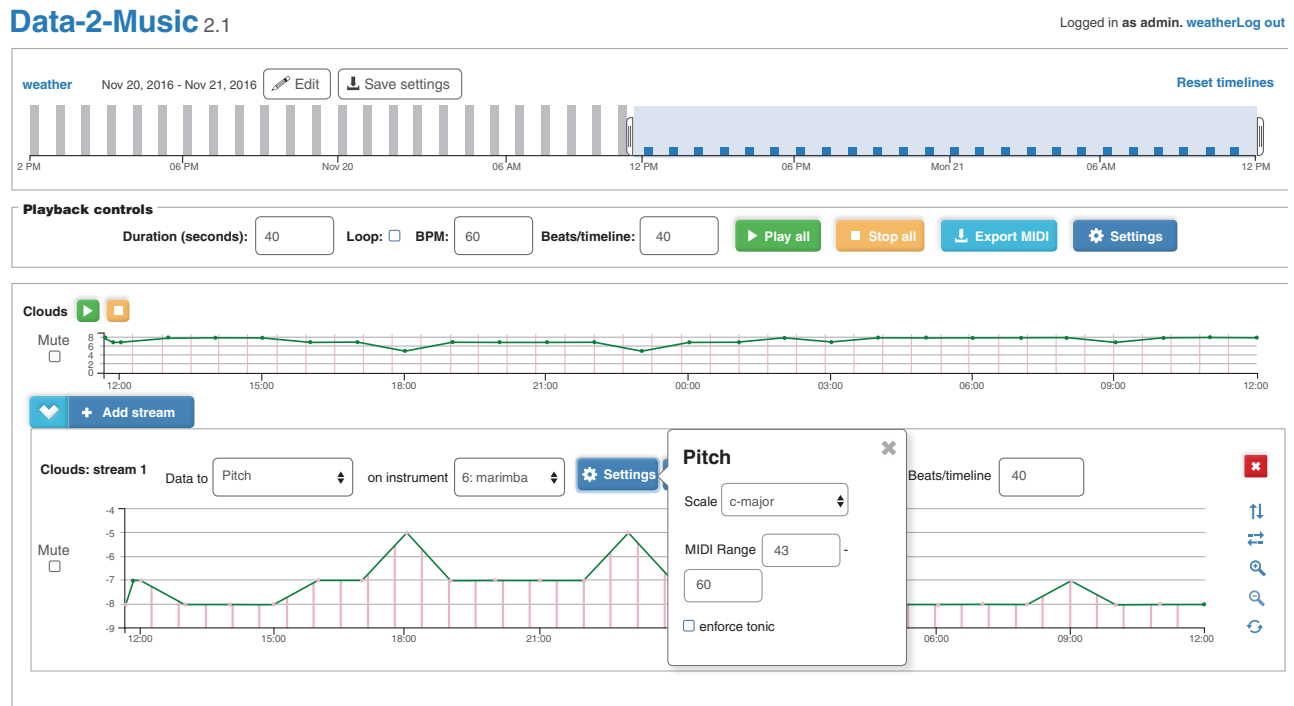 Data-2-Music 2.1
Logged in as admin. weatherLog out
weather Nov 20, 2016 - Nov 21, 2016 Edit Save settings Reset timelines
2 PM 06 PM Nov 20 06 AM 12 PM 06 PM Mon 21 06 AM 12 PM
Playback controls
Duration (seconds): 40 Loop: BPM: 60 Beats/timeline: 40 Play all Stop all Export MIDI Settings
Clouds
Mute
8
6
4
2
0
12:00 15:00 18:00 21:00 00:00 03:00 06:00 09:00 12:00
+ Add stream
Clouds: stream 1 Data to Pitch on instrument 6: marimba Settings Beats/timeline 40
Pitch
Scale c-major
MIDI Range 43 -
60
enforce tonic
Mute
-4
-5
-6
-7
-8
-9
12:00 15:00 18:00 21:00 06:00 09:00 12:00